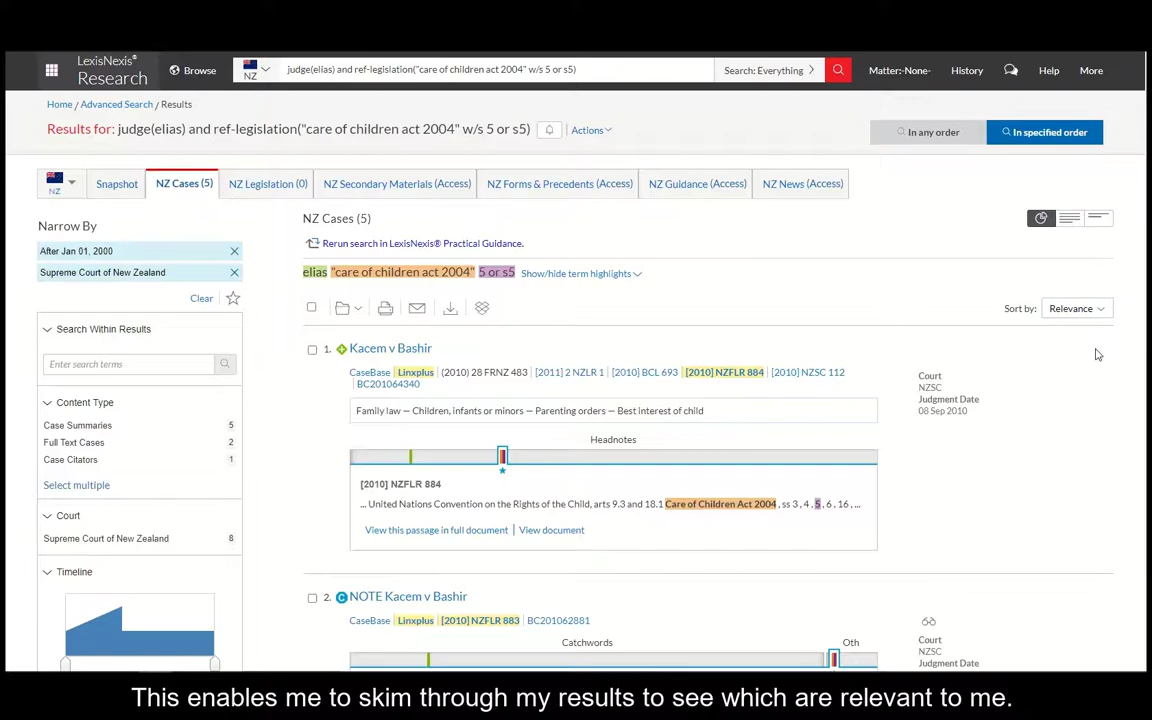 LexisNexis®
Research
Browse
NZ
judge(elias) and ref-legislation("care of children act 2004" w/s 5 or s5)
Search: Everything
Matter:-None-
History
Help
More
Home / Advanced Search / Results
Results for: judge(elias) and ref-legislation("care of children act 2004" w/s 5 or s5)
Actions
In any order
In specified order
NZ
Snapshot
NZ Cases (5)
NZ Legislation (0)
NZ Secondary Materials (Access)
NZ Forms & Precedents (Access)
NZ Guidance (Access)
NZ News (Access)
Narrow By
After Jan 01, 2000
Supreme Court of New Zealand
Clear
Search Within Results
Enter search terms
Content Type
Case Summaries 5
Full Text Cases 2
Case Citators 1
Select multiple
Court
Supreme Court of New Zealand 8
Timeline
NZ Cases (5)
Rerun search in LexisNexis® Practical Guidance.
elias "care of children act 2004" 5 or s5 Show/hide term highlights
Sort by: Relevance
1. Kacem v Bashir
CaseBase Linxplus | (2010) 28 FRNZ 483 | [2011] 2 NZLR 1 | [2010] BCL 693 | [2010] NZFLR 884 | [2010] NZSC 112
| BC201064340
Family law — Children, infants or minors — Parenting orders — Best interest of child
Headnotes
[2010] NZFLR 884
... United Nations Convention on the Rights of the Child, arts 9.3 and 18.1 Care of Children Act 2004 , ss 3 , 4 , 5 , 6 , 16 , ...
View this passage in full document | View document
Court
NZSC
Judgment Date
08 Sep 2010
2. NOTE Kacem v Bashir
CaseBase Linxplus | [2010] NZFLR 883 | BC201062881
Catchwords
Oth
Court
NZSC
Judgment Date
This enables me to skim through my results to see which are relevant to me.